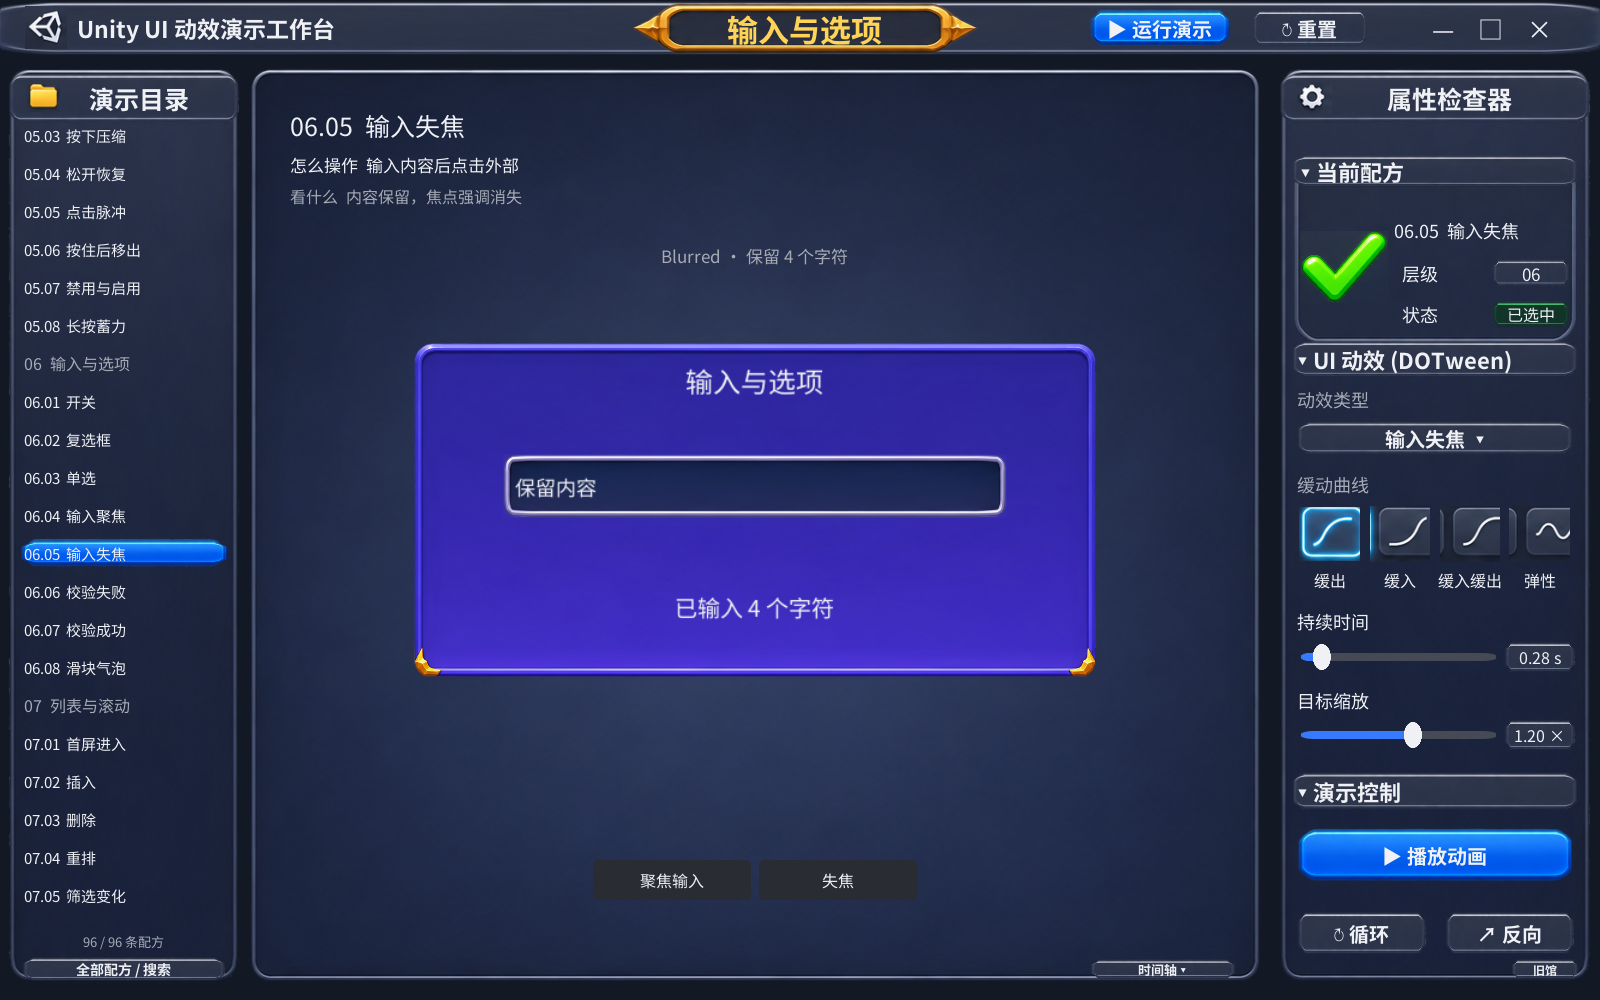 Unity UI 动效演示工作台
输入与选项
▶ 运行演示
重置
演示目录
05.03 按下压缩
05.04 松开恢复
05.05 点击脉冲
05.06 按住后移出
05.07 禁用与启用
05.08 长按蓄力
06 输入与选项
06.01 开关
06.02 复选框
06.03 单选
06.04 输入聚焦
06.05 输入失焦
06.06 校验失败
06.07 校验成功
06.08 滑块气泡
07 列表与滚动
07.01 首屏进入
07.02 插入
07.03 删除
07.04 重排
07.05 筛选变化
96 / 96 条配方
全部配方 / 搜索
06.05 输入失焦
怎么操作 输入内容后点击外部
看什么 内容保留，焦点强调消失
Blurred · 保留 4 个字符
输入与选项
保留内容
已输入 4 个字符
聚焦输入
失焦
时间轴 ▾
属性检查器
▾ 当前配方
06.05 输入失焦
层级 06
状态 已选中
▾ UI 动效 (DOTween)
动效类型
输入失焦 ▾
缓动曲线
缓出 缓入 缓入缓出 弹性
持续时间
0.28 s
目标缩放
1.20 ×
▾ 演示控制
▶ 播放动画
循环
↗ 反向
旧馆